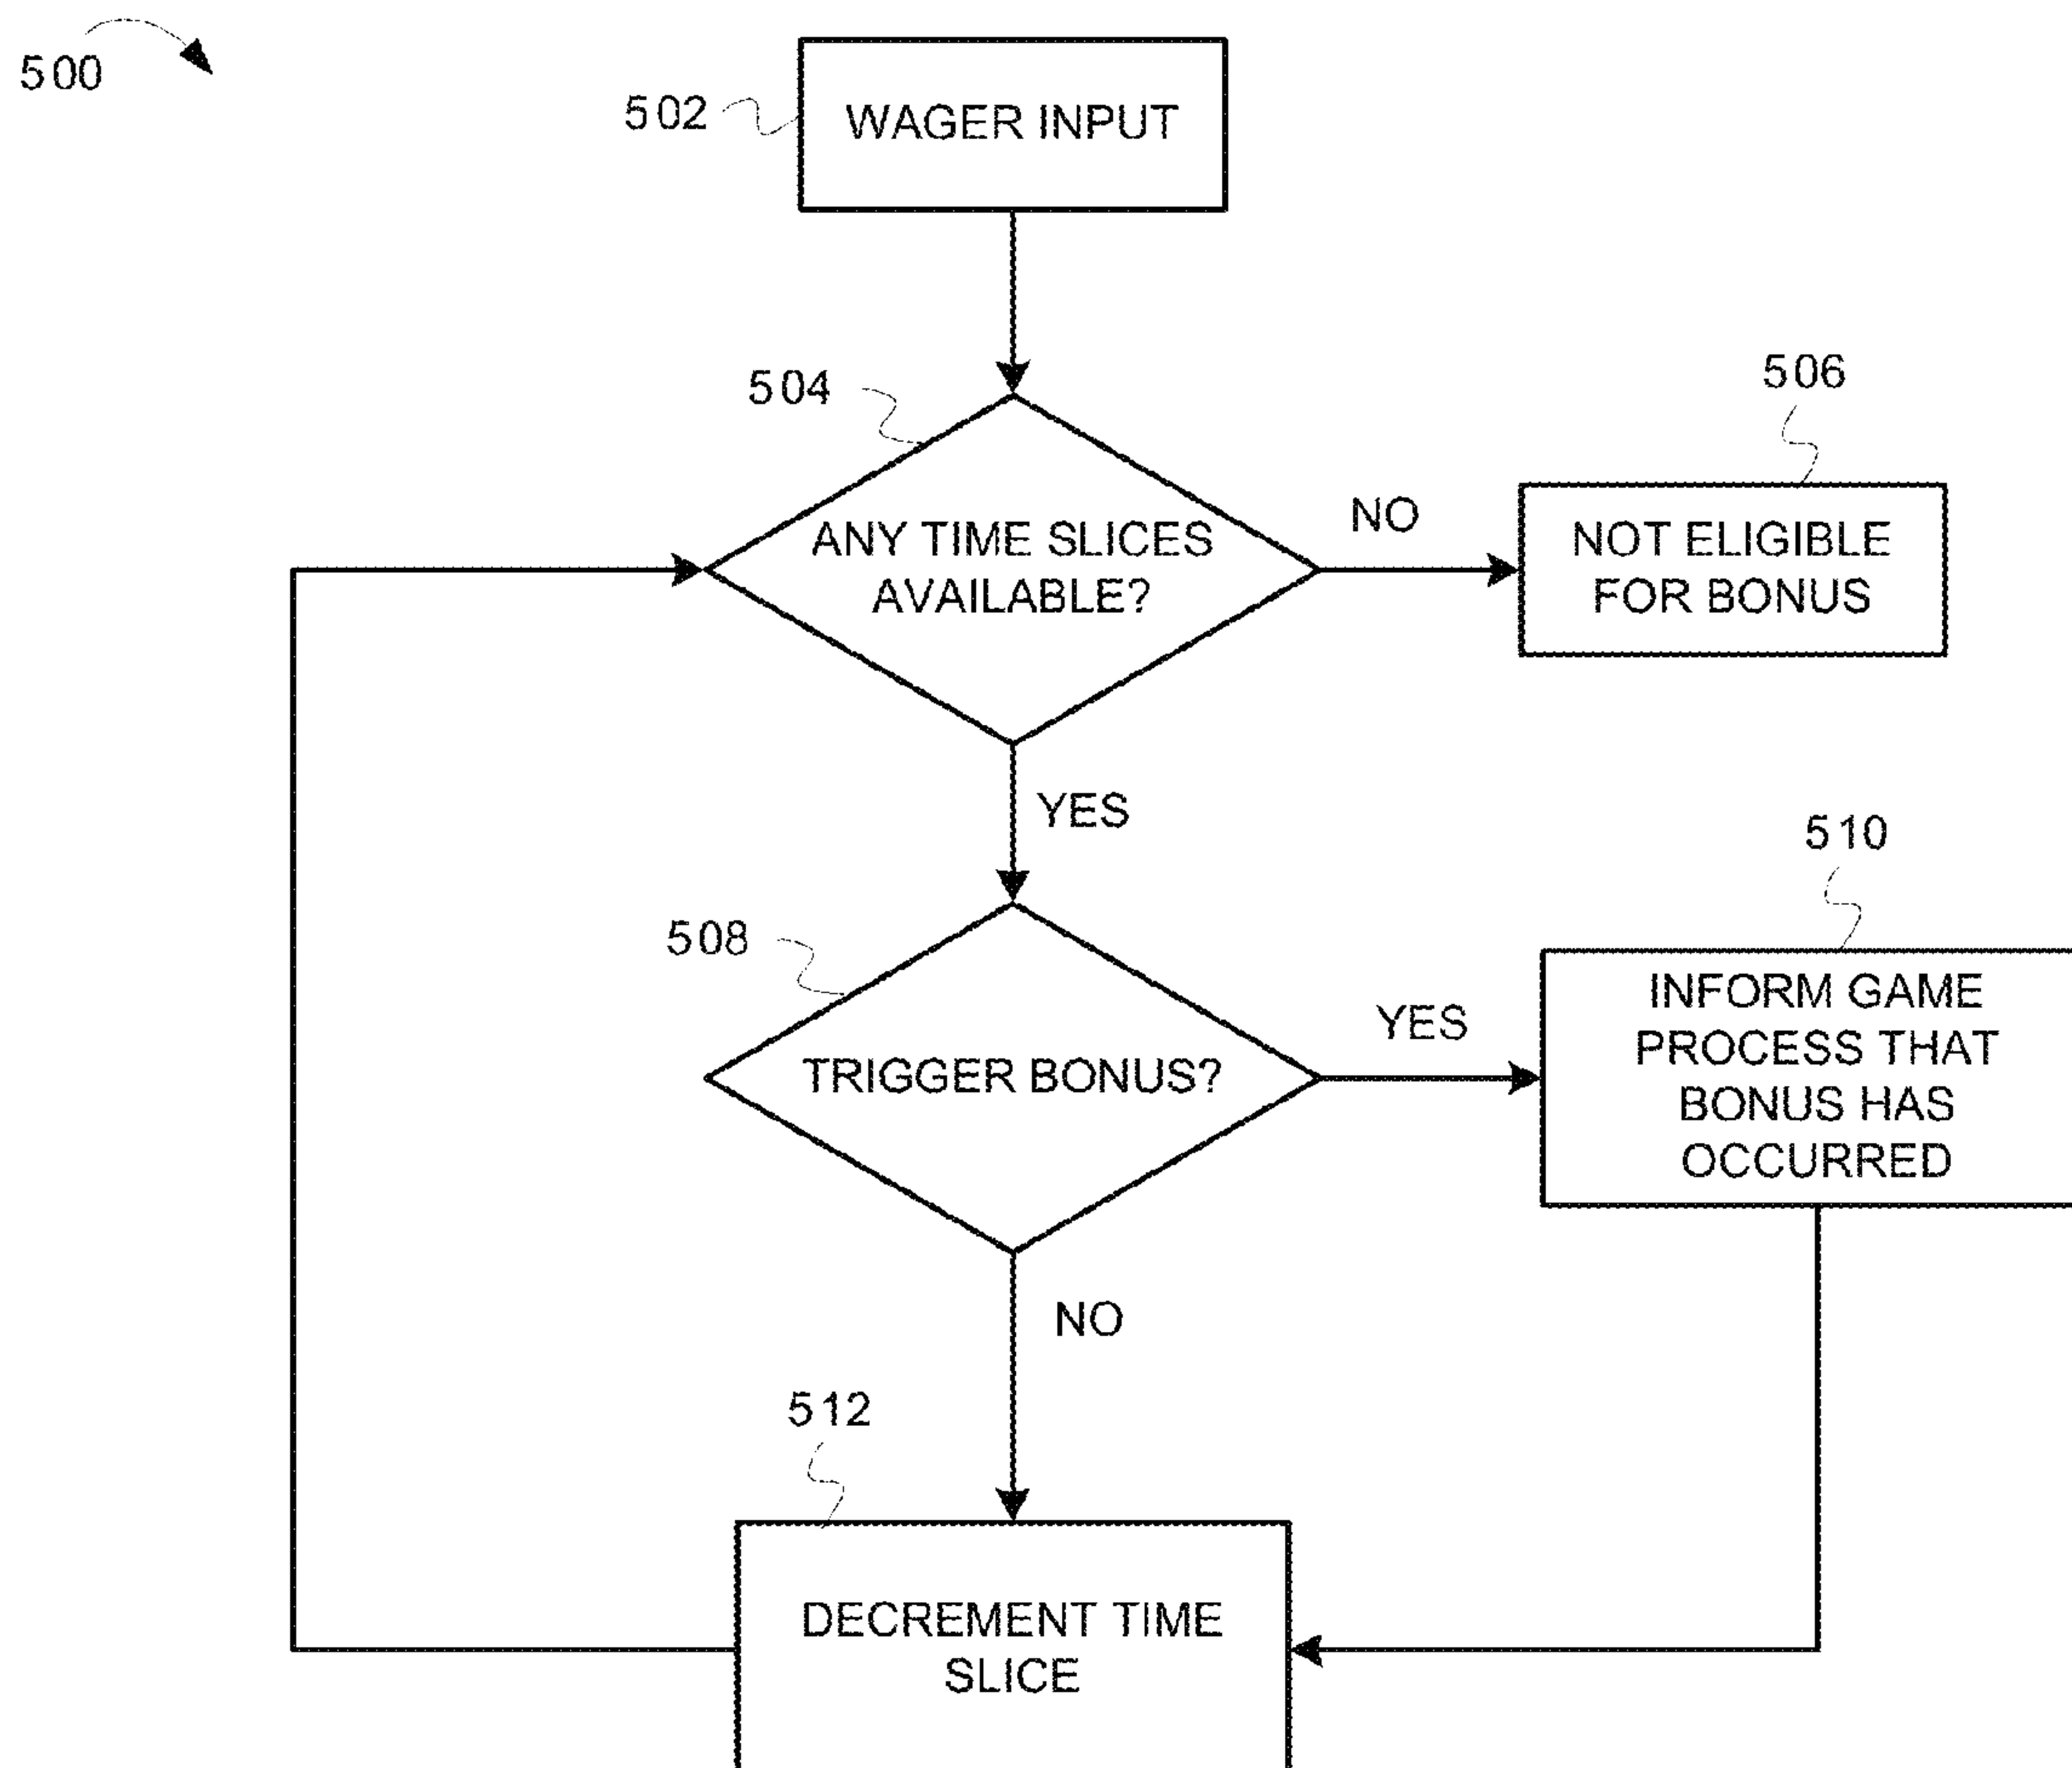 500
502
WAGER INPUT
504
506
ANY TIME SLICES
AVAILABLE?
NO
NOT ELIGIBLE
FOR BONUS
YES
508
510
TRIGGER BONUS?
YES
INFORM GAME
PROCESS THAT
BONUS HAS
OCCURRED
NO
512
DECREMENT TIME
SLICE